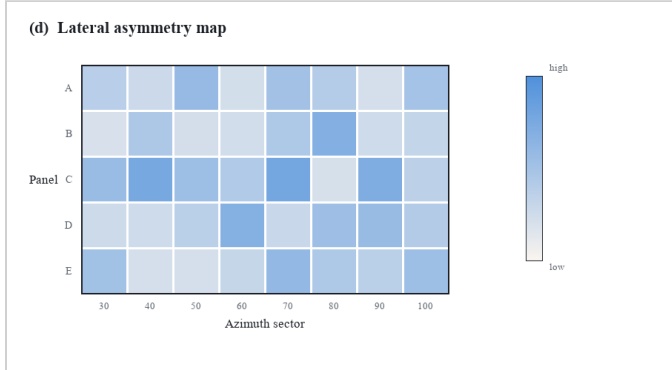 (d) Lateral asymmetry map
high
A
B
Panel C
D
E
low
30 40 50 60 70 80 90 100
Azimuth sector